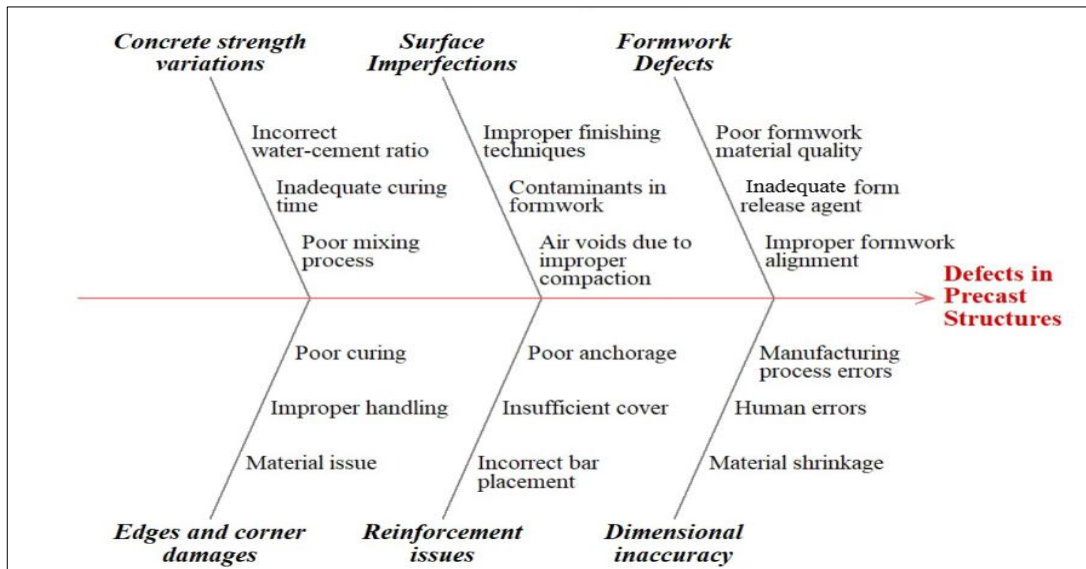 Concrete strength
variations
Surface
Imperfections
Formwork
Defects
Incorrect
water-cement ratio
Inadequate curing
time
Poor mixing
process
Improper finishing
techniques
Contaminants in
formwork
Air voids due to
improper
compaction
Poor formwork
material quality
Inadequate form
release agent
Improper formwork
alignment
Defects in
Precast
Structures
Poor curing
Improper handling
Material issue
Poor anchorage
Insufficient cover
Incorrect bar
placement
Manufacturing
process errors
Human errors
Material shrinkage
Edges and corner
damages
Reinforcement
issues
Dimensional
inaccuracy